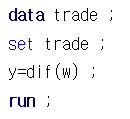 data trade ;
set trade ;
y=dif(w) ;
run ;